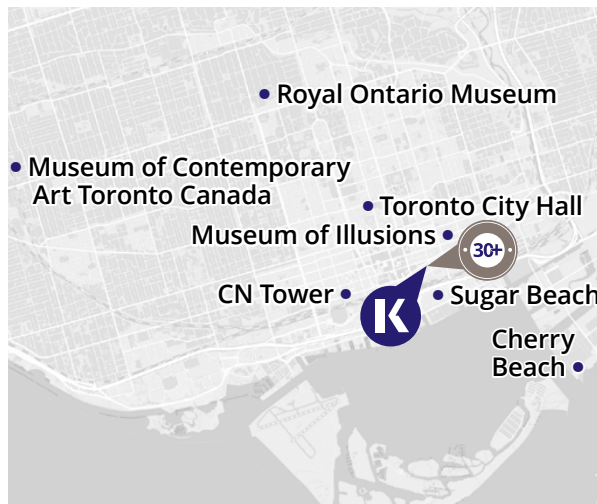 Royal Ontario Museum
Museum of Contemporary
Art Toronto Canada
Toronto City Hall
Museum of Illusions
30+
CN Tower
K
Sugar Beach
Cherry
Beach